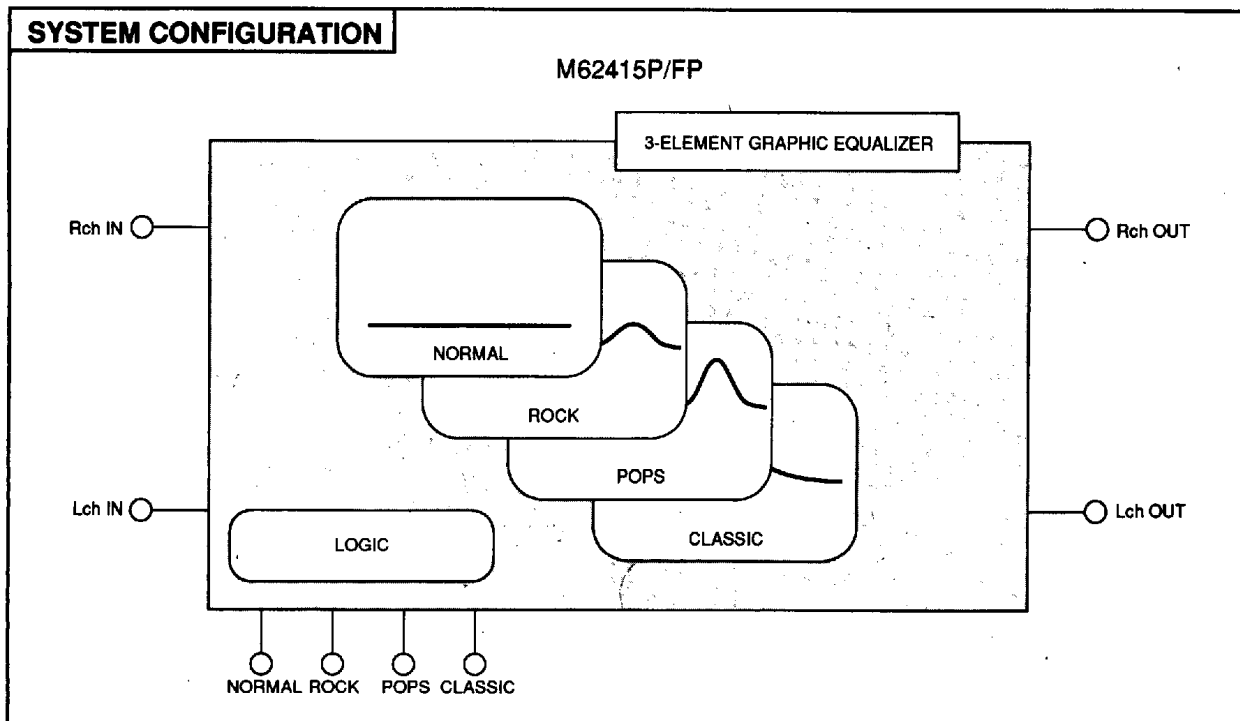 SYSTEM CONFIGURATION
M62415P/FP
3-ELEMENT GRAPHIC EQUALIZER
Rch IN
Rch OUT
NORMAL
ROCK
POPS
CLASSIC
Lch IN
Lch OUT
LOGIC
NORMAL ROCK POPS CLASSIC